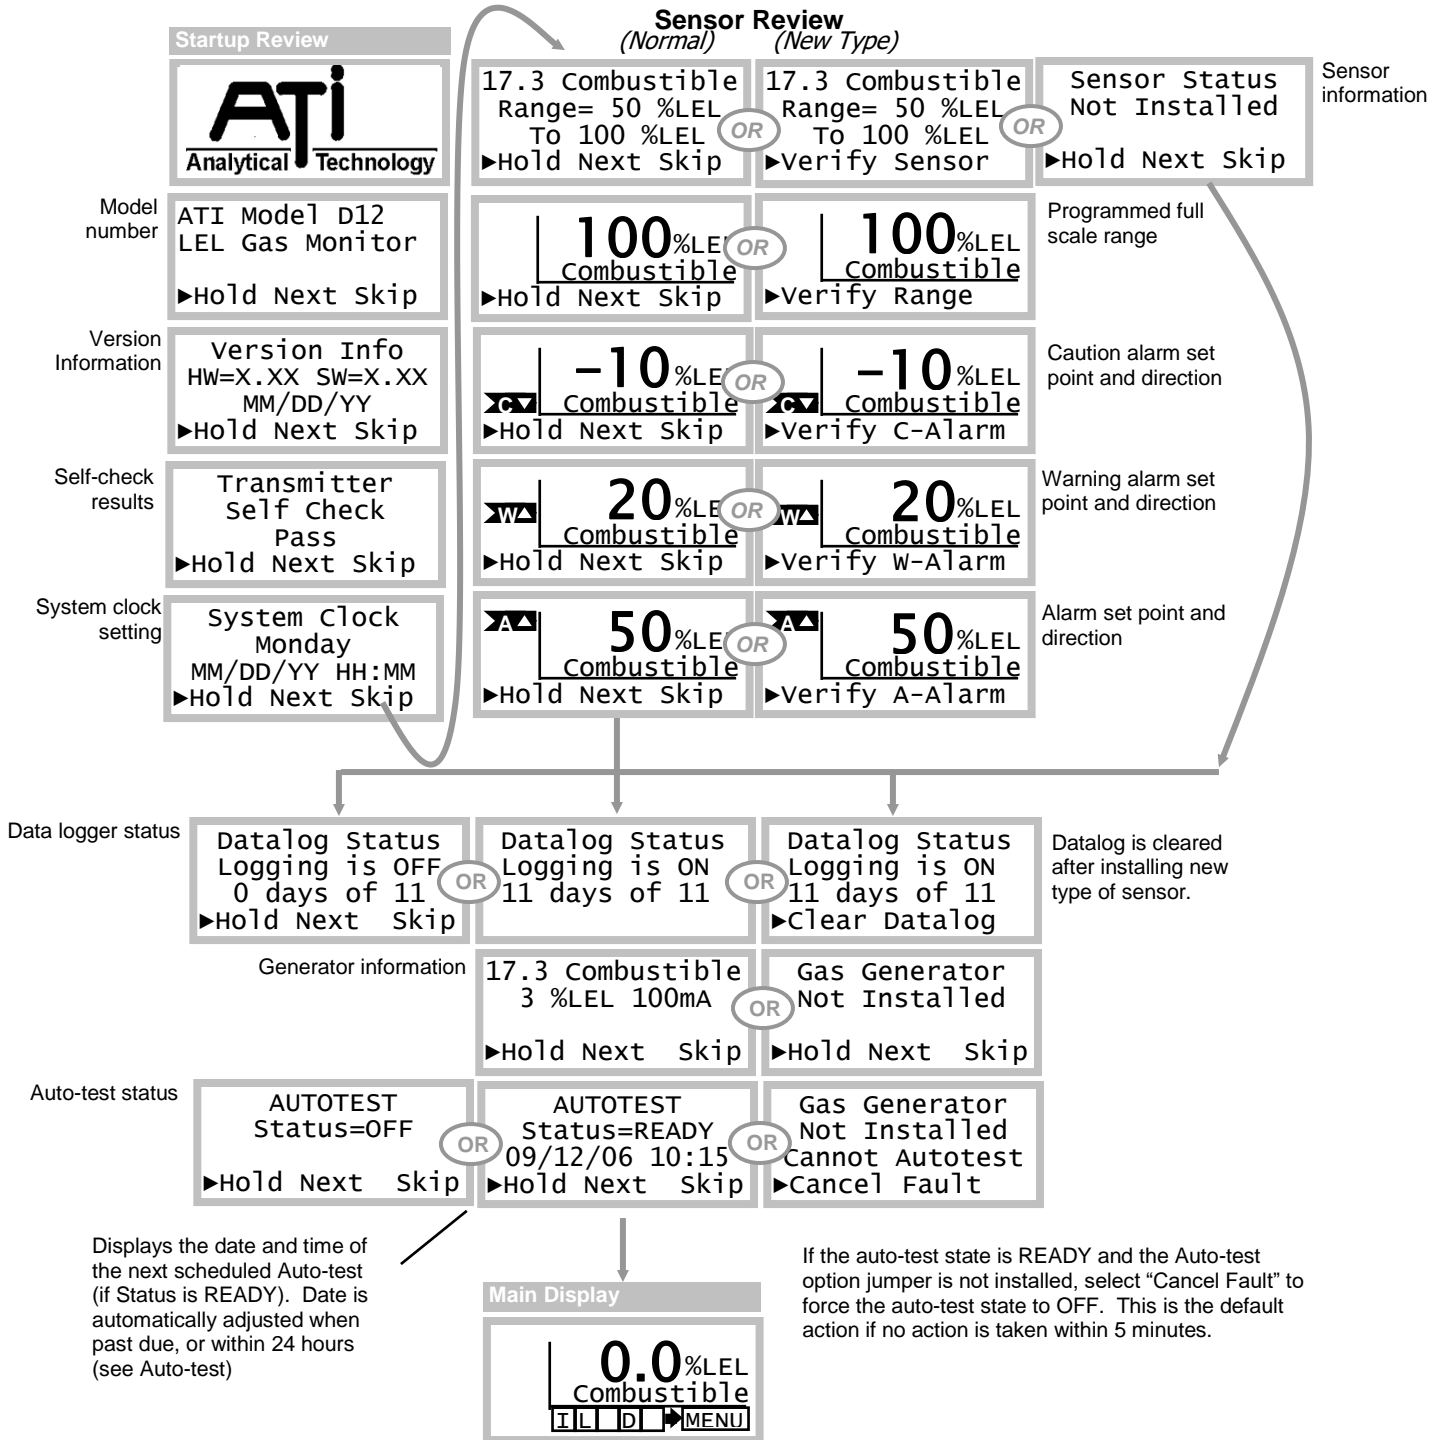 Sensor Review
(Normal)
(New Type)
Startup Review
ATi
Analytical Technology
17.3 Combustible
Range= 50 %LEL
To 100 %LEL
►Hold Next Skip
OR
17.3 Combustible
Range= 50 %LEL
To 100 %LEL
►Verify Sensor
OR
Sensor Status
Not Installed
►Hold Next Skip
Sensor
information
Model
number
ATI Model D12
LEL Gas Monitor
►Hold Next Skip
100%LEL
Combustible
►Hold Next Skip
OR
100%LEL
Combustible
►Verify Range
Programmed full
scale range
Version
Information
Version Info
HW=X.XX SW=X.XX
MM/DD/YY
►Hold Next Skip
-10%LE
C▼
Combustible
►Hold Next Skip
OR
-10%LEL
C▼
Combustible
►Verify C-Alarm
Caution alarm set
point and direction
Self-check
results
Transmitter
Self Check
Pass
►Hold Next Skip
20%LE
W▲
Combustible
►Hold Next Skip
OR
20%LEL
W▲
Combustible
►Verify W-Alarm
Warning alarm set
point and direction
System clock
setting
System Clock
Monday
MM/DD/YY HH:MM
►Hold Next Skip
A▲
50%LEL
Combustible
►Hold Next Skip
OR
A▲
50%LEL
Combustible
►Verify A-Alarm
Alarm set point and
direction
Data logger status
Datalog Status
Logging is OFF
0 days of 11
►Hold Next Skip
OR
Datalog Status
Logging is ON
11 days of 11
OR
Datalog Status
Logging is ON
11 days of 11
►Clear Datalog
Datalog is cleared
after installing new
type of sensor.
Generator information
17.3 Combustible
3 %LEL 100mA
►Hold Next Skip
OR
Gas Generator
Not Installed
►Hold Next Skip
Auto-test status
AUTOTEST
Status=OFF
►Hold Next Skip
OR
AUTOTEST
Status=READY
09/12/06 10:15
►Hold Next Skip
OR
Gas Generator
Not Installed
Cannot Autotest
►Cancel Fault
Displays the date and time of
the next scheduled Auto-test
(if Status is READY).  Date is
automatically adjusted when
past due, or within 24 hours
(see Auto-test)
If the auto-test state is READY and the Auto-test
option jumper is not installed, select “Cancel Fault” to
force the auto-test state to OFF.  This is the default
action if no action is taken within 5 minutes.
Main Display
0.0%LEL
Combustible
I L D ➔MENU